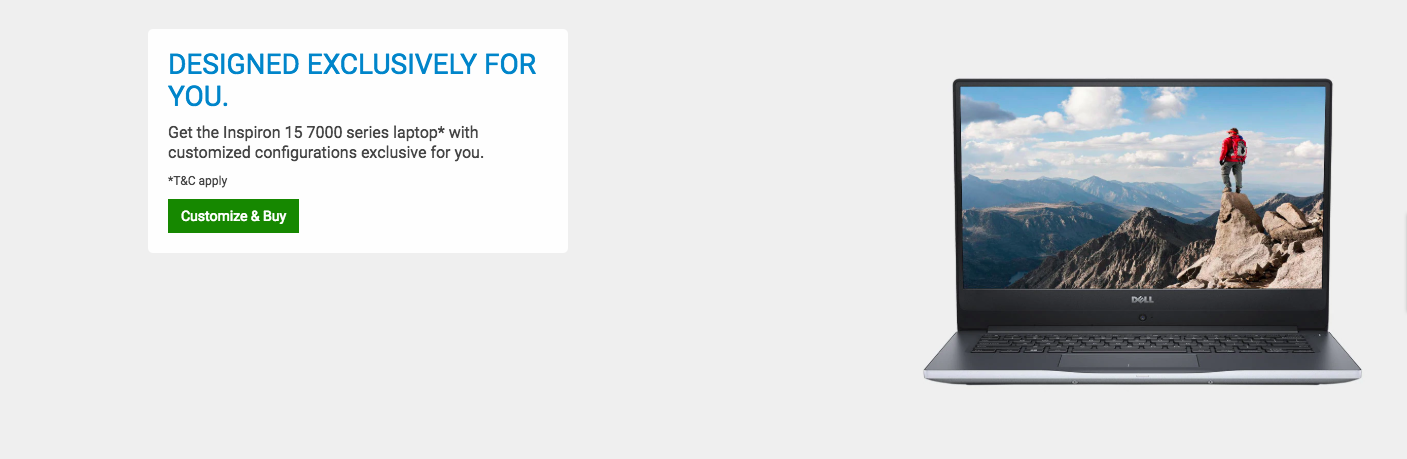 DESIGNED EXCLUSIVELY FOR
YOU.
Get the Inspiron 15 7000 series laptop* with
customized configurations exclusive for you.
*T&C apply
Customize & Buy
DELL